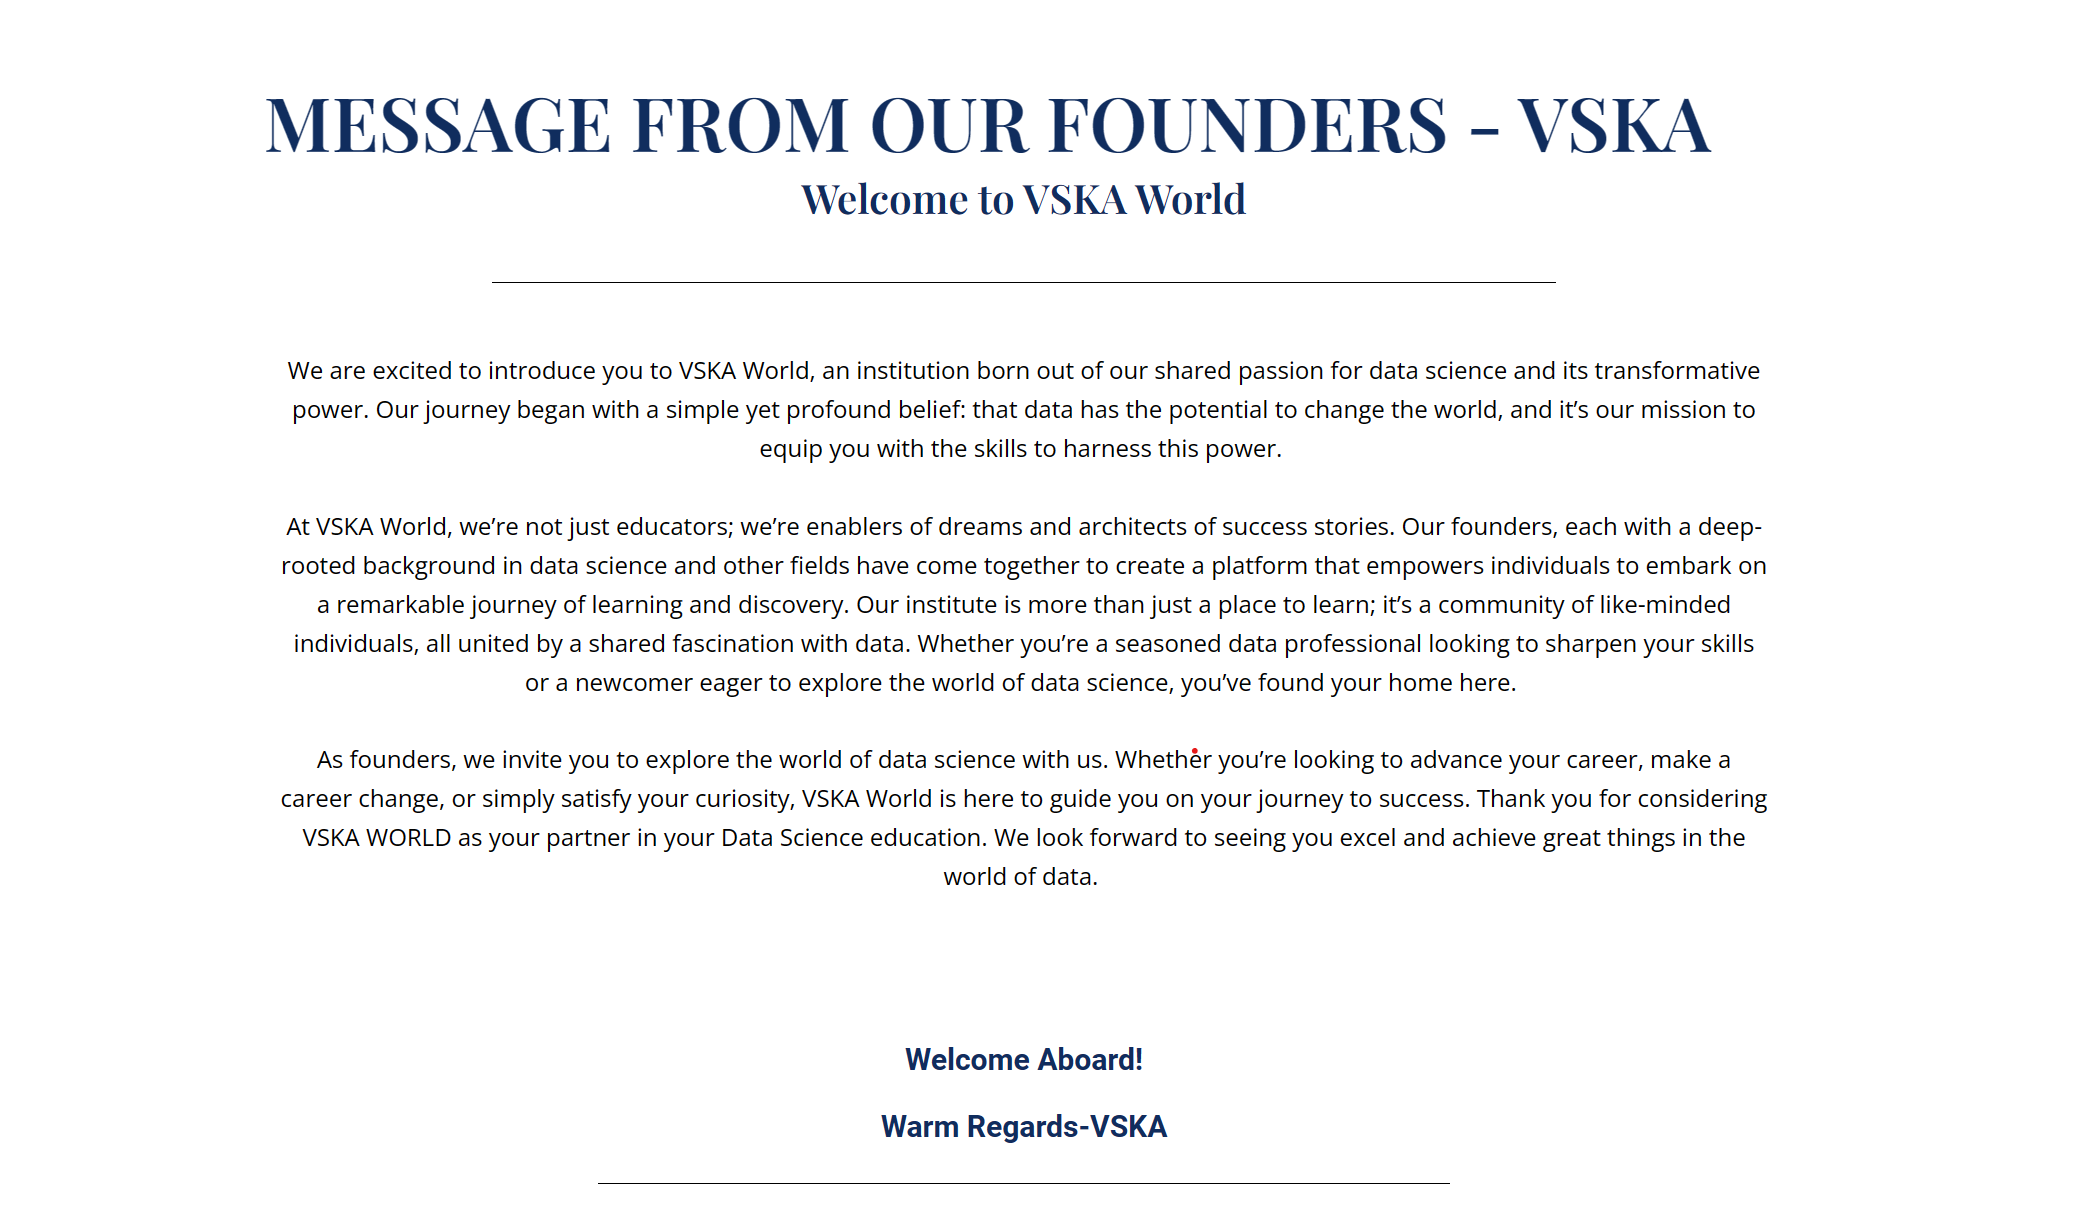 MESSAGE FROM OUR FOUNDERS - VSKA
Welcome to VSKA World
We are excited to introduce you to VSKA World, an institution born out of our shared passion for data science and its transformative
power. Our journey began with a simple yet profound belief: that data has the potential to change the world, and it’s our mission to
equip you with the skills to harness this power.
At VSKA World, we’re not just educators; we’re enablers of dreams and architects of success stories. Our founders, each with a deep-
rooted background in data science and other fields have come together to create a platform that empowers individuals to embark on
a remarkable journey of learning and discovery. Our institute is more than just a place to learn; it’s a community of like-minded
individuals, all united by a shared fascination with data. Whether you’re a seasoned data professional looking to sharpen your skills
or a newcomer eager to explore the world of data science, you’ve found your home here.
As founders, we invite you to explore the world of data science with us. Whether you’re looking to advance your career, make a
career change, or simply satisfy your curiosity, VSKA World is here to guide you on your journey to success. Thank you for considering
VSKA WORLD as your partner in your Data Science education. We look forward to seeing you excel and achieve great things in the
world of data.
Welcome Aboard!
Warm Regards-VSKA